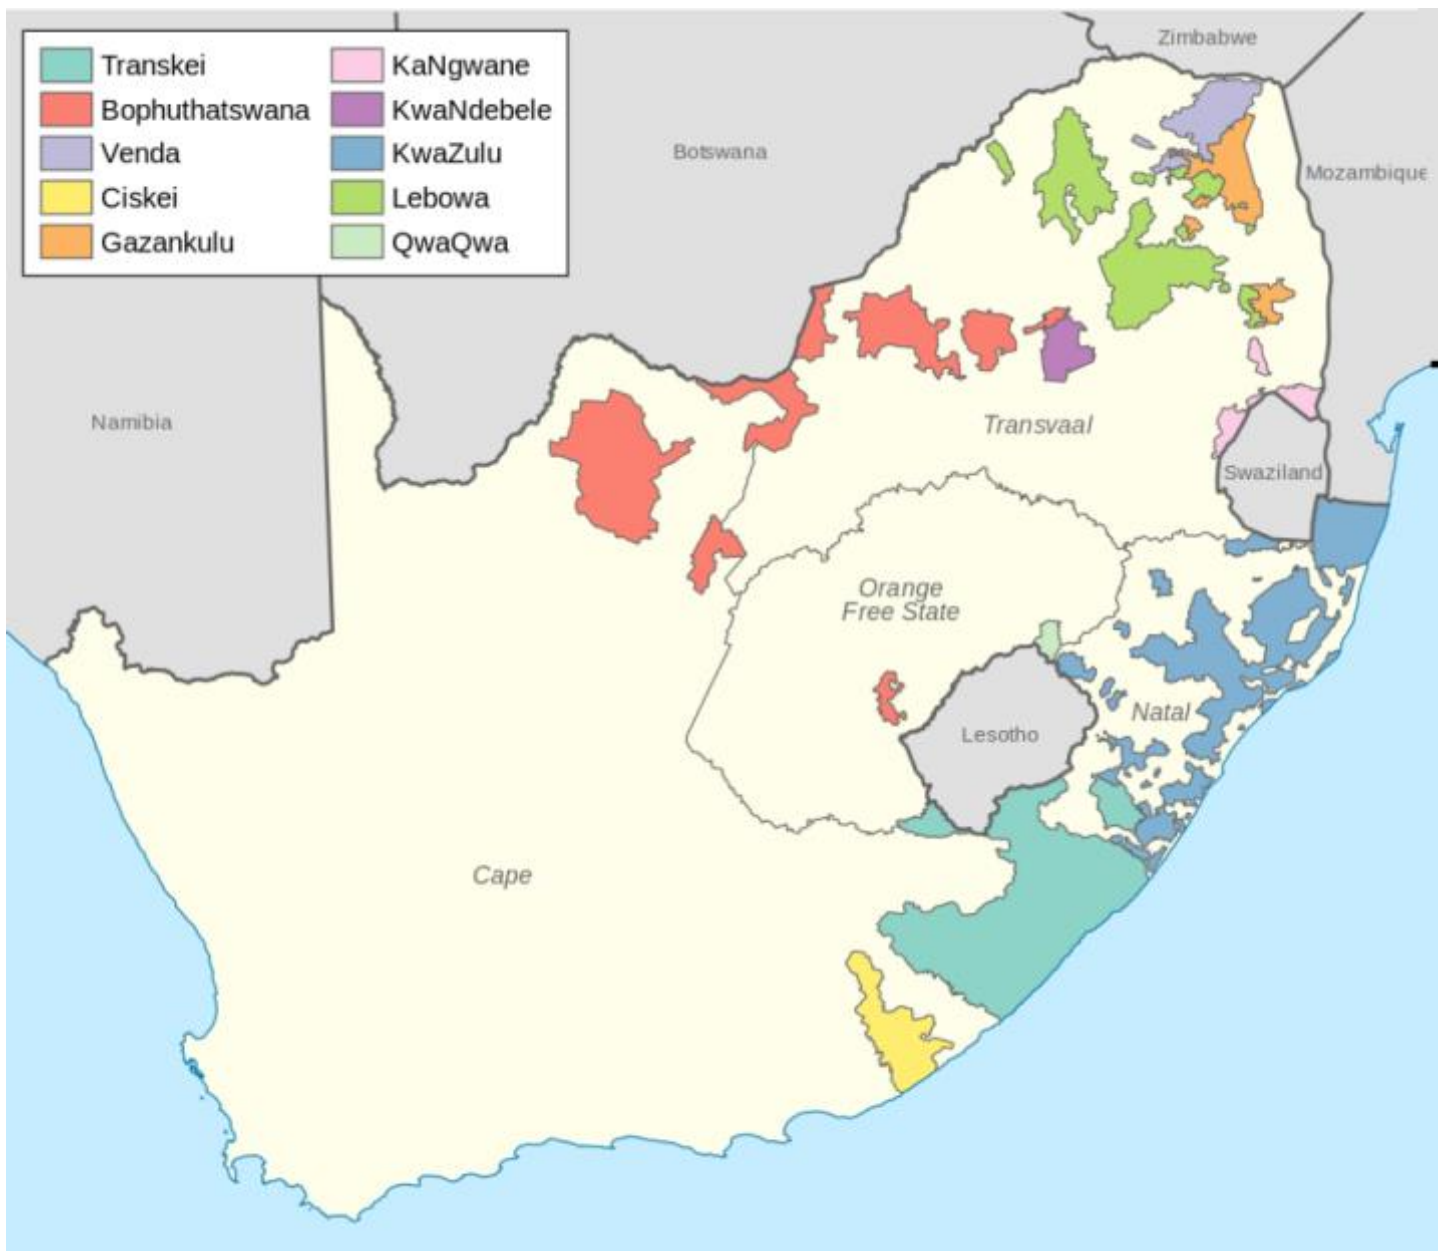 Transkei
Bophuthatswana
Venda
Ciskei
Gazankulu
KaNgwane
KwaNdebele
KwaZulu
Lebowa
QwaQwa
Zimbabwe
Botswana
Mozambique
Namibia
Transvaal
Swaziland
Orange
Free State
Natal
Lesotho
Cape